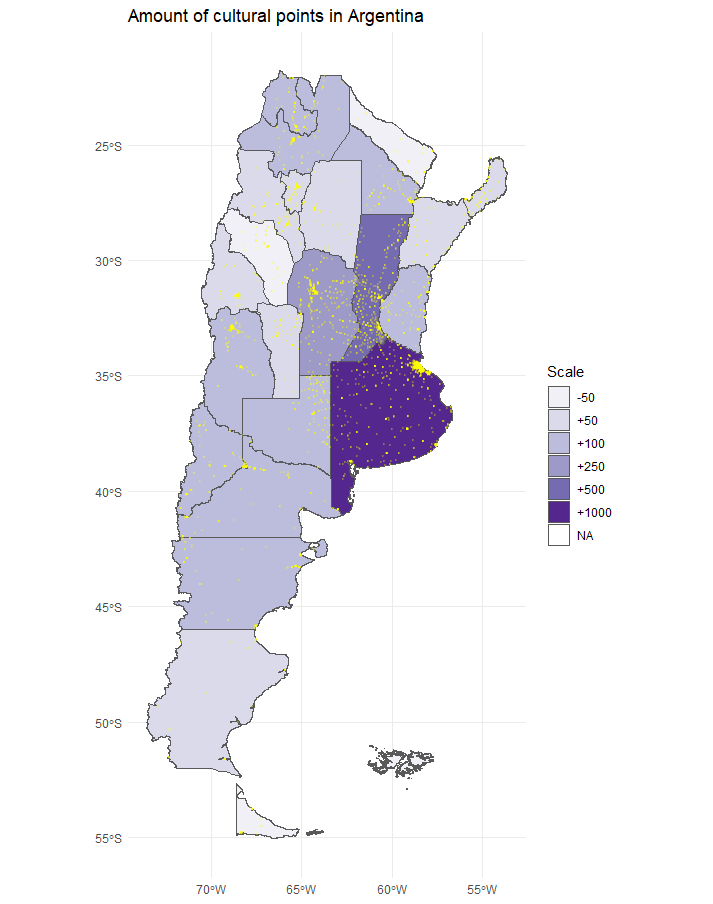 Amount of cultural points in Argentina
25°S
30°S
35°S
40°S
45°S
50°S
55°S
70°W
65°W
60°W
55°W
Scale
-50
+50
+100
+250
+500
+1000
NA